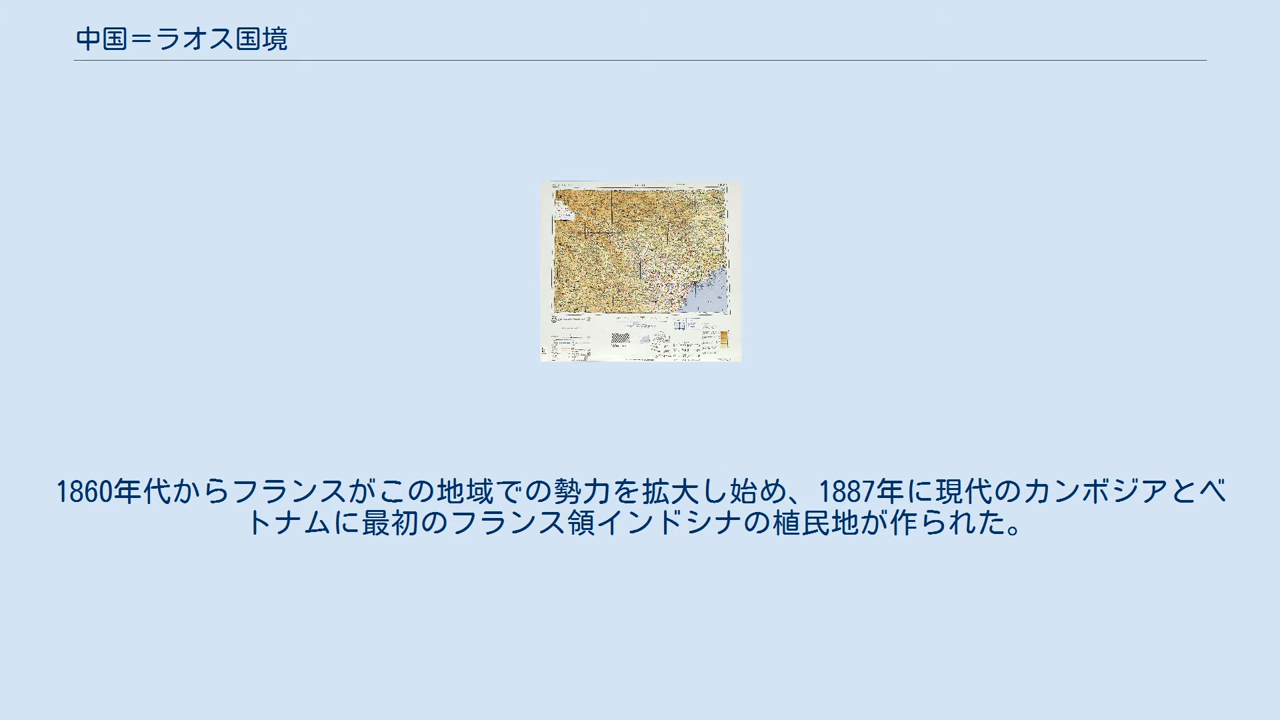 中国＝ラオス国境
1860年代からフランスがこの地域での勢力を拡大し始め、1887年に現代のカンボジアとベ
トナムに最初のフランス領インドシナの植民地が作られた。